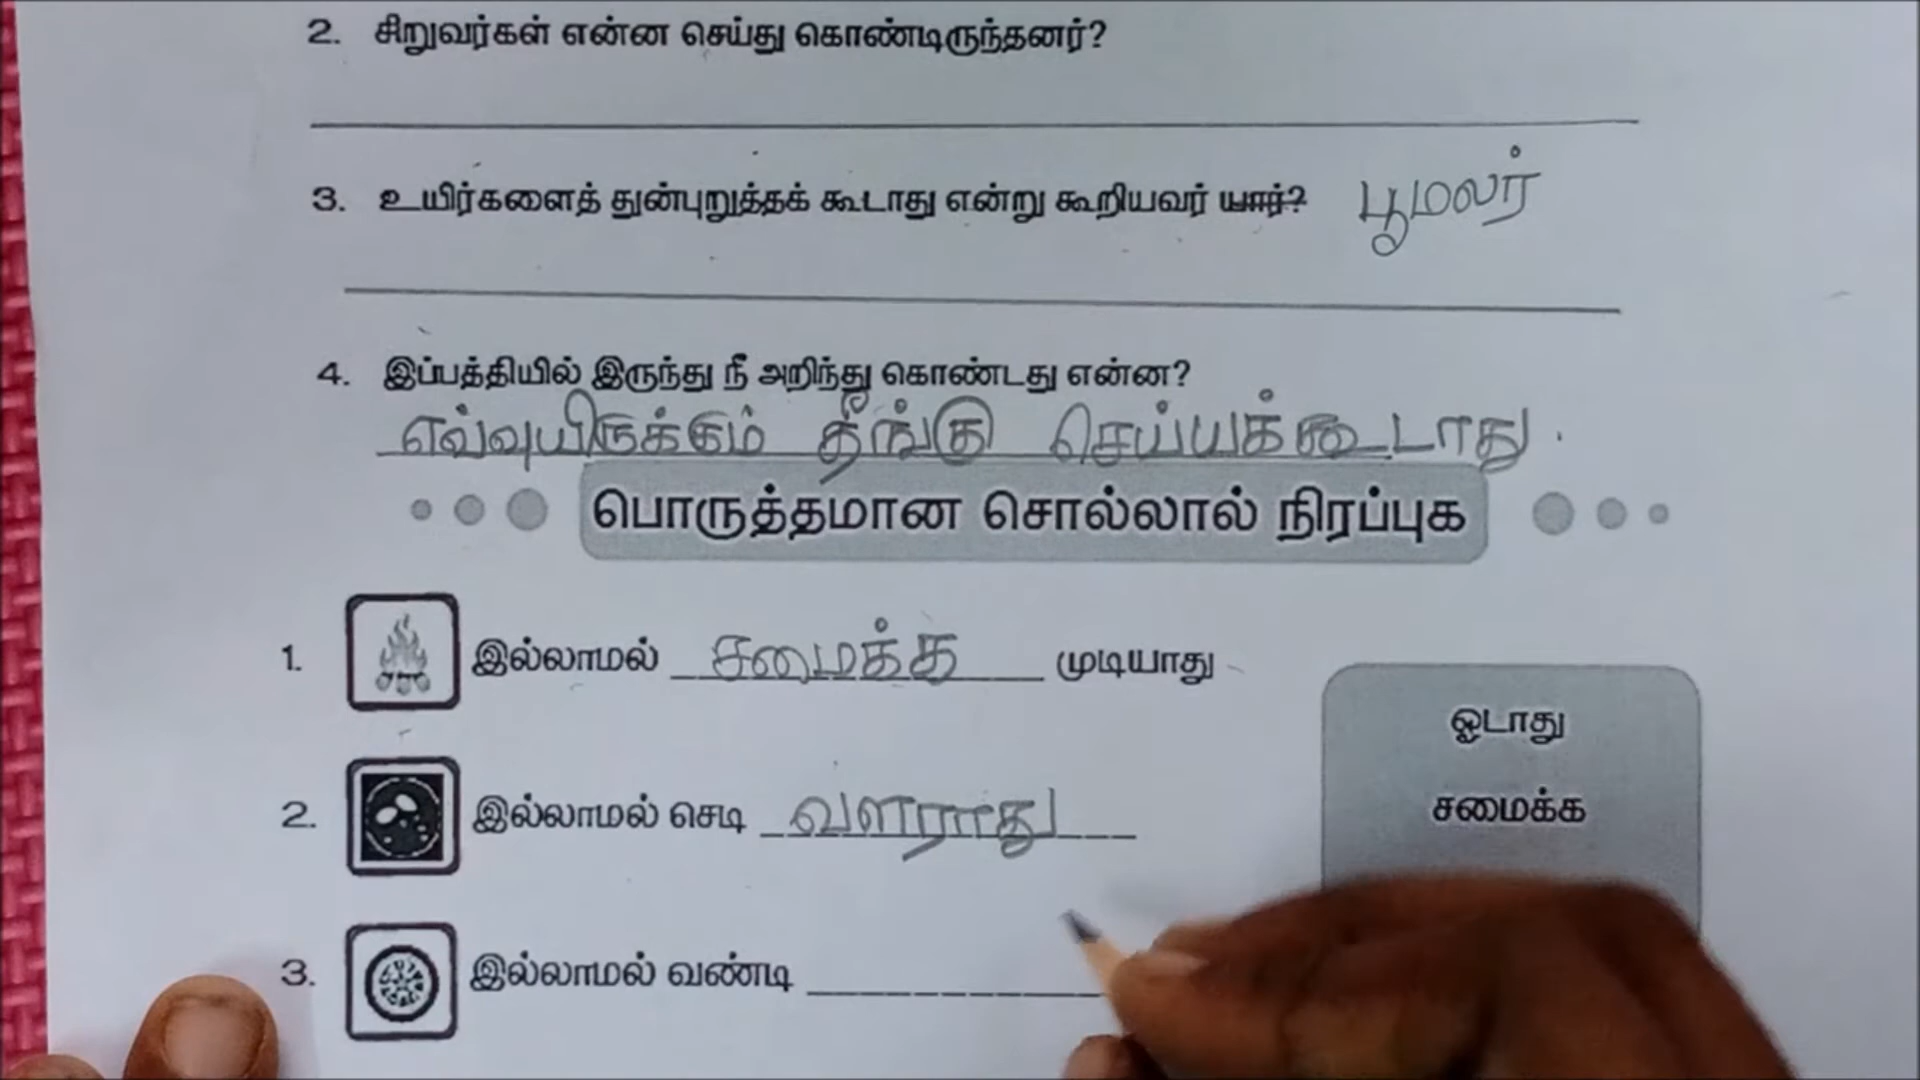 2. சிறுவர்கள் என்ன செய்து கொண்டிருந்தனர்?
3. உயிர்களைத் துன்புறுத்தக் கூடாது என்று கூறியவர் யார்? பூமலர்
4. இப்பத்தியில் இருந்து நீ அறிந்து கொண்டது என்ன?
எவ்வுயிருக்கும் தீங்கு செய்யக்கூடாது.
பொருத்தமான சொல்லால் நிரப்புக
1. இல்லாமல் சமைக்க முடியாது
2. இல்லாமல் செடி வளராது
3. இல்லாமல் வண்டி
ஓடாது
சமைக்க